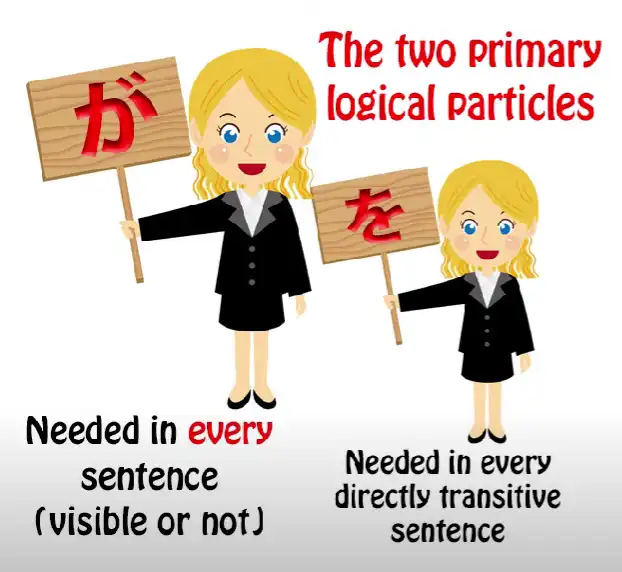 The two primary
logical particles
が
を
Needed in every
sentence
(visible or not)
Needed in every
directly transitive
sentence